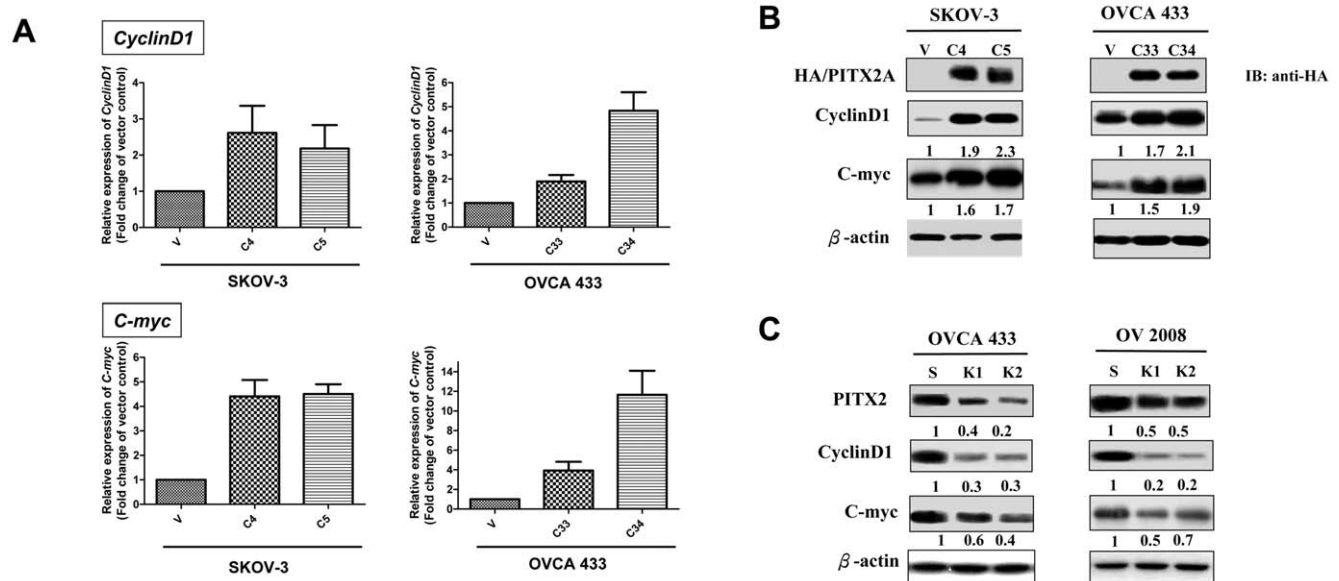 A
CyclinD1
Relative expression of CyclinD1
(Fold change of vector control)
4
3
2
1
0
V
C4
C5
SKOV-3
Relative expression of CyclinD1
(Fold change of vector control)
6
5
4
3
2
1
0
V
C33
C34
OVCA 433
C-myc
Relative expression of C-myc
(Fold change of vector control)
6
5
4
3
2
1
0
V
C4
C5
SKOV-3
Relative expression of C-myc
(Fold change of vector control)
14
12
10
8
6
4
2
0
V
C33
C34
OVCA 433
B
SKOV-3 OVCA 433
V C4 C5 V C33 C34
HA/PITX2A IB: anti-HA
CyclinD1
1 1.9 2.3 1 1.7 2.1
C-myc
1 1.6 1.7 1 1.5 1.9
β-actin
C
OVCA 433 OV 2008
S K1 K2 S K1 K2
PITX2
1 0.4 0.2 1 0.5 0.5
CyclinD1
1 0.3 0.3 1 0.2 0.2
C-myc
1 0.6 0.4 1 0.5 0.7
β-actin